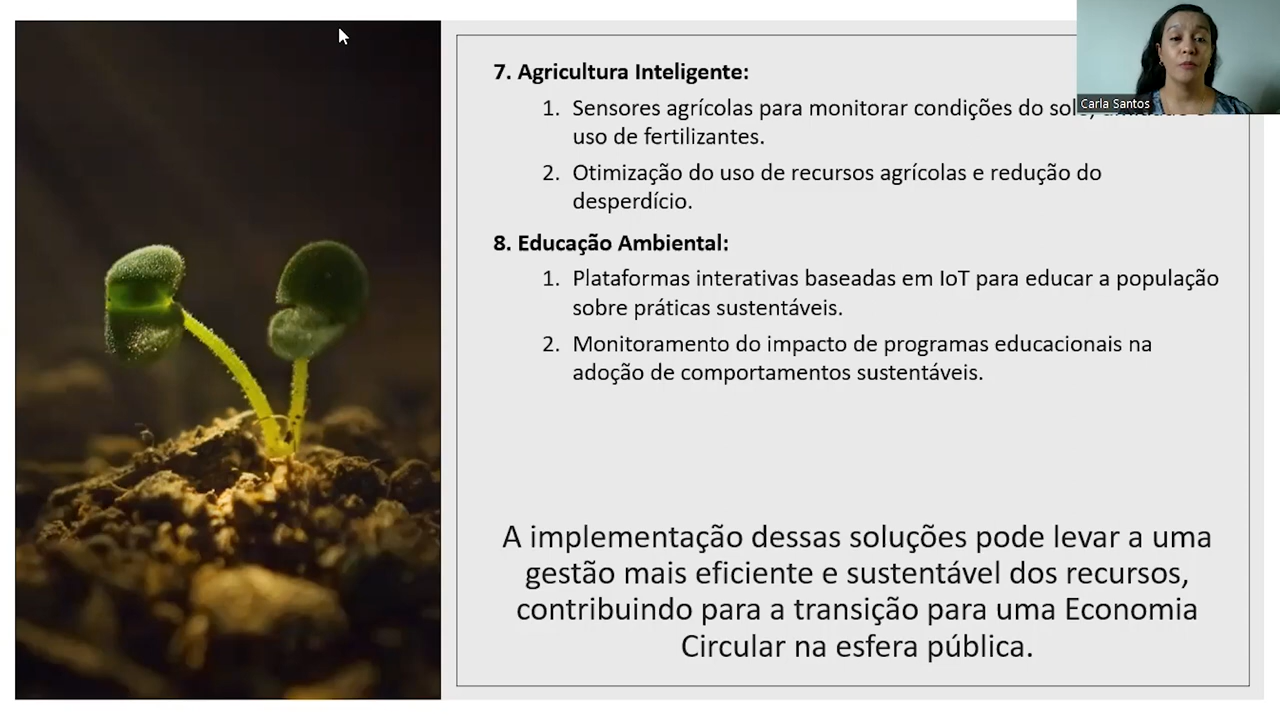 7. Agricultura Inteligente:
1. Sensores agrícolas para monitorar condições do solo,
uso de fertilizantes.
2. Otimização do uso de recursos agrícolas e redução do
desperdício.
8. Educação Ambiental:
1. Plataformas interativas baseadas em IoT para educar a população
sobre práticas sustentáveis.
2. Monitoramento do impacto de programas educacionais na
adoção de comportamentos sustentáveis.
A implementação dessas soluções pode levar a uma
gestão mais eficiente e sustentável dos recursos,
contribuindo para a transição para uma Economia
Circular na esfera pública.
Carla Santos